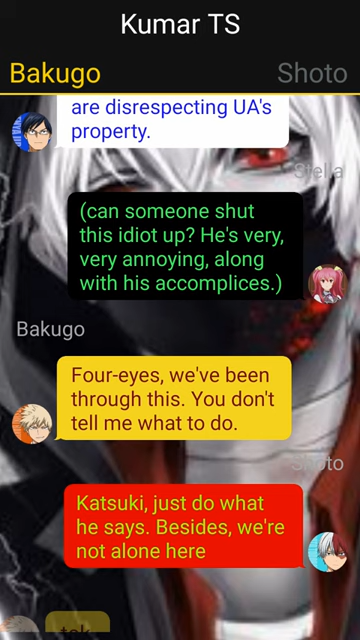 Kumar TS
Bakugo Shoto
are disrespecting UA's
property.
Stella
(can someone shut
this idiot up? He's very,
very annoying, along
with his accomplices.)
Bakugo
Four-eyes, we've been
through this. You don't
tell me what to do.
Shoto
Katsuki, just do what
he says. Besides, we're
not alone here